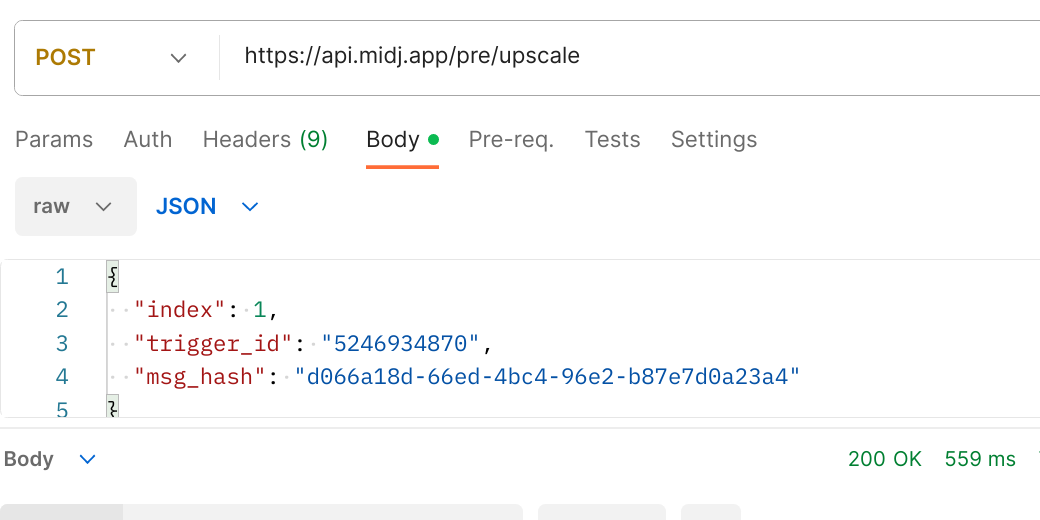 POST https://api.midj.app/pre/upscale
Params Auth Headers (9) Body Pre-req. Tests Settings
raw JSON
1 {
2 "index": 1,
3 "trigger_id": "5246934870",
4 "msg_hash": "d066a18d-66ed-4bc4-96e2-b87e7d0a23a4"
5 }
Body 200 OK 559 ms